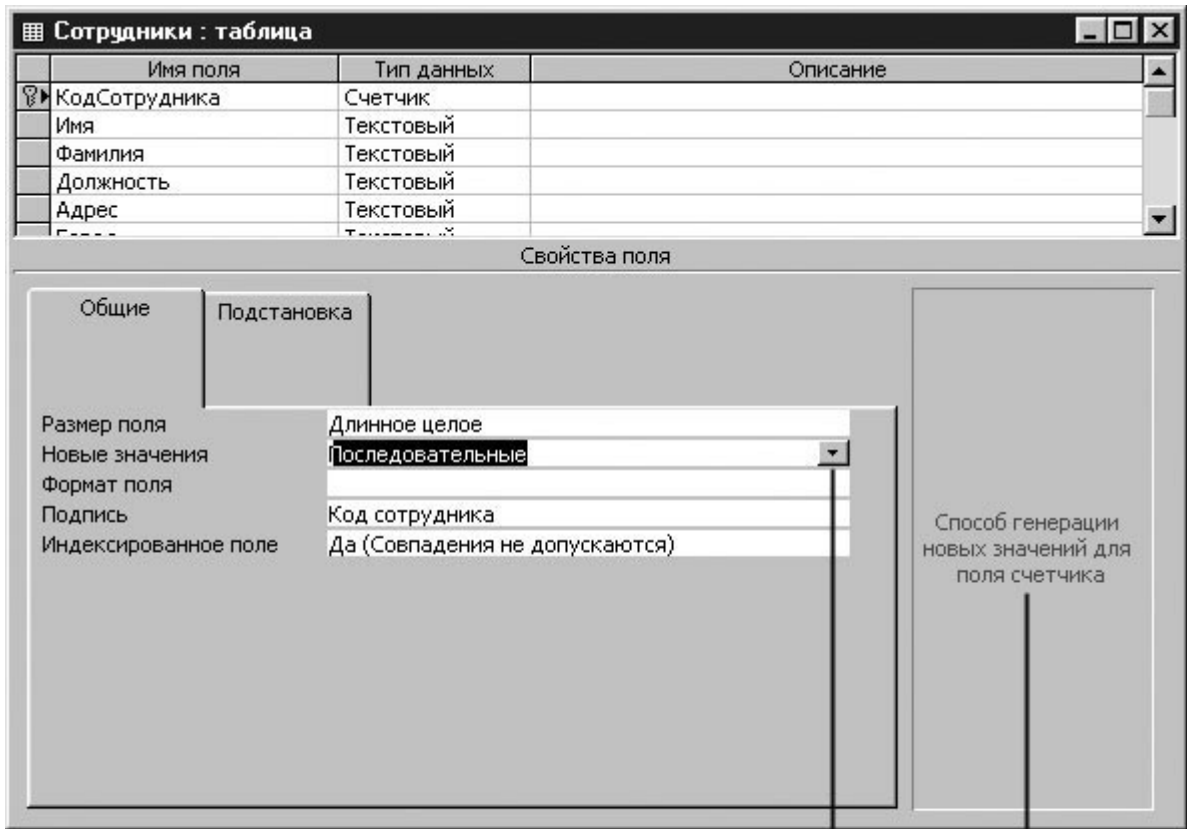 Сотрудники : таблица
Имя поля Тип данных Описание
КодСотрудника Счетчик
Имя Текстовый
Фамилия Текстовый
Должность Текстовый
Адрес Текстовый
Свойства поля
Общие Подстановка
Размер поля Длинное целое
Новые значения Последовательные
Формат поля
Подпись Код сотрудника
Индексированное поле Да (Совпадения не допускаются)
Способ генерации
новых значений для
поля счетчика